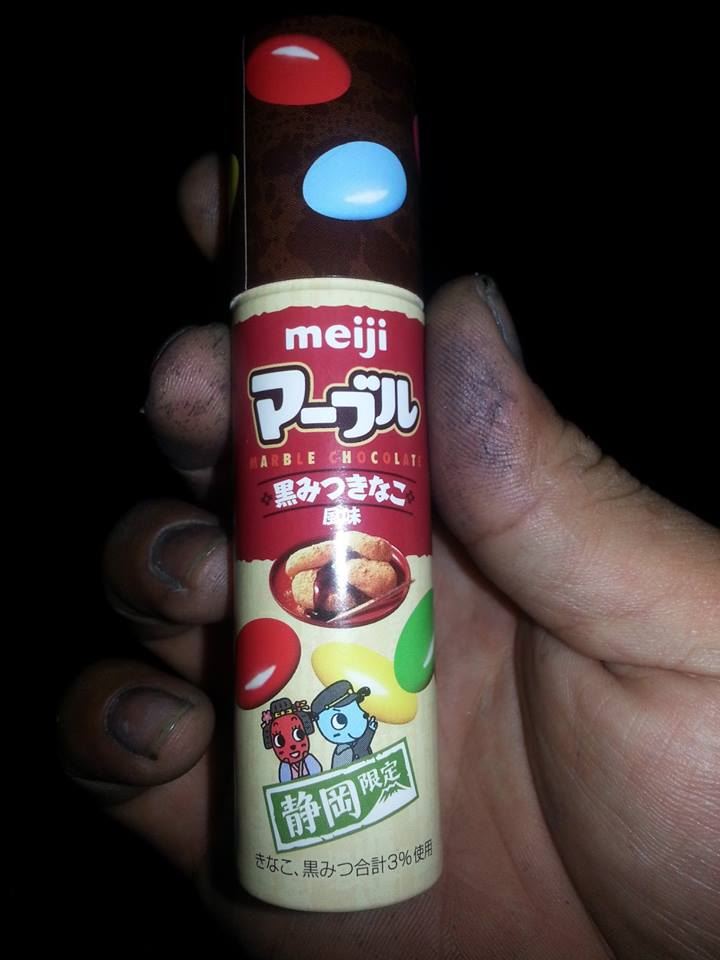 meiji
マーブル
MARBLE CHOCOLATE
黒みつきなこ
風味
静岡限定
きなこ、黒みつ合計3%使用